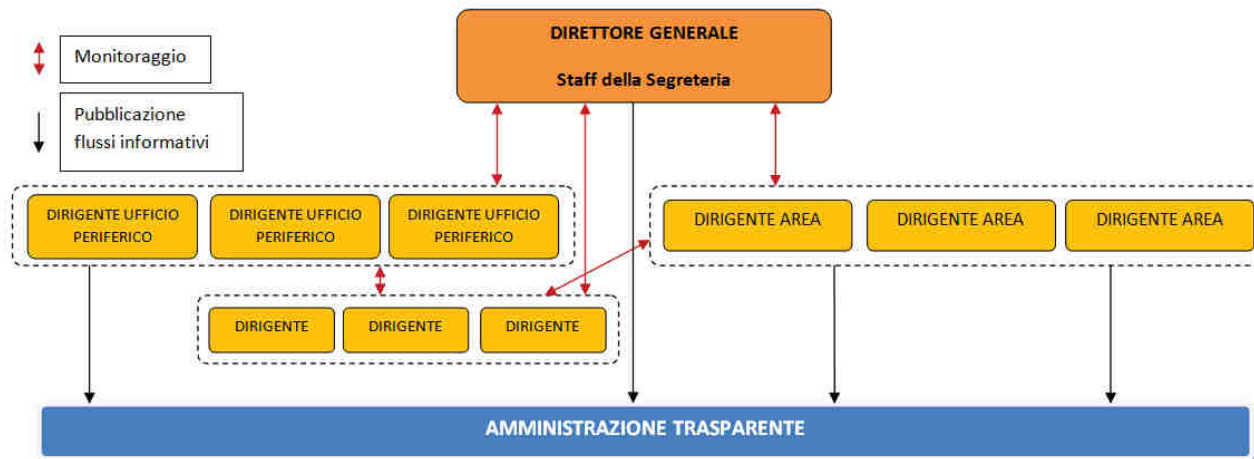 DIRETTORE GENERALE
Staff della Segreteria
Monitoraggio
Pubblicazione
flussi informativi
DIRIGENTE UFFICIO
PERIFERICO
DIRIGENTE UFFICIO
PERIFERICO
DIRIGENTE UFFICIO
PERIFERICO
DIRIGENTE AREA
DIRIGENTE AREA
DIRIGENTE AREA
DIRIGENTE
DIRIGENTE
DIRIGENTE
AMMINISTRAZIONE TRASPARENTE